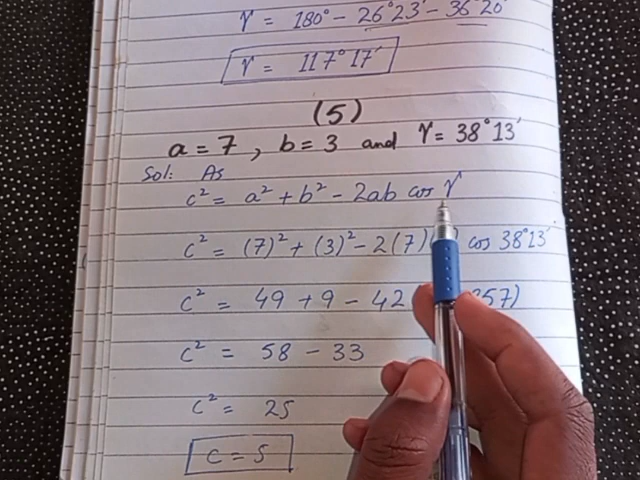 γ = 180° - 26°23' - 36°20'
γ = 117°17'
(5)
a = 7, b = 3 and γ = 38°13'
Sol: As
c² = a² + b² - 2ab cos γ
c² = (7)² + (3)² - 2(7) cos 38°13'
c² = 49 + 9 - 42 857)
c² = 58 - 33
c² = 25
c = 5